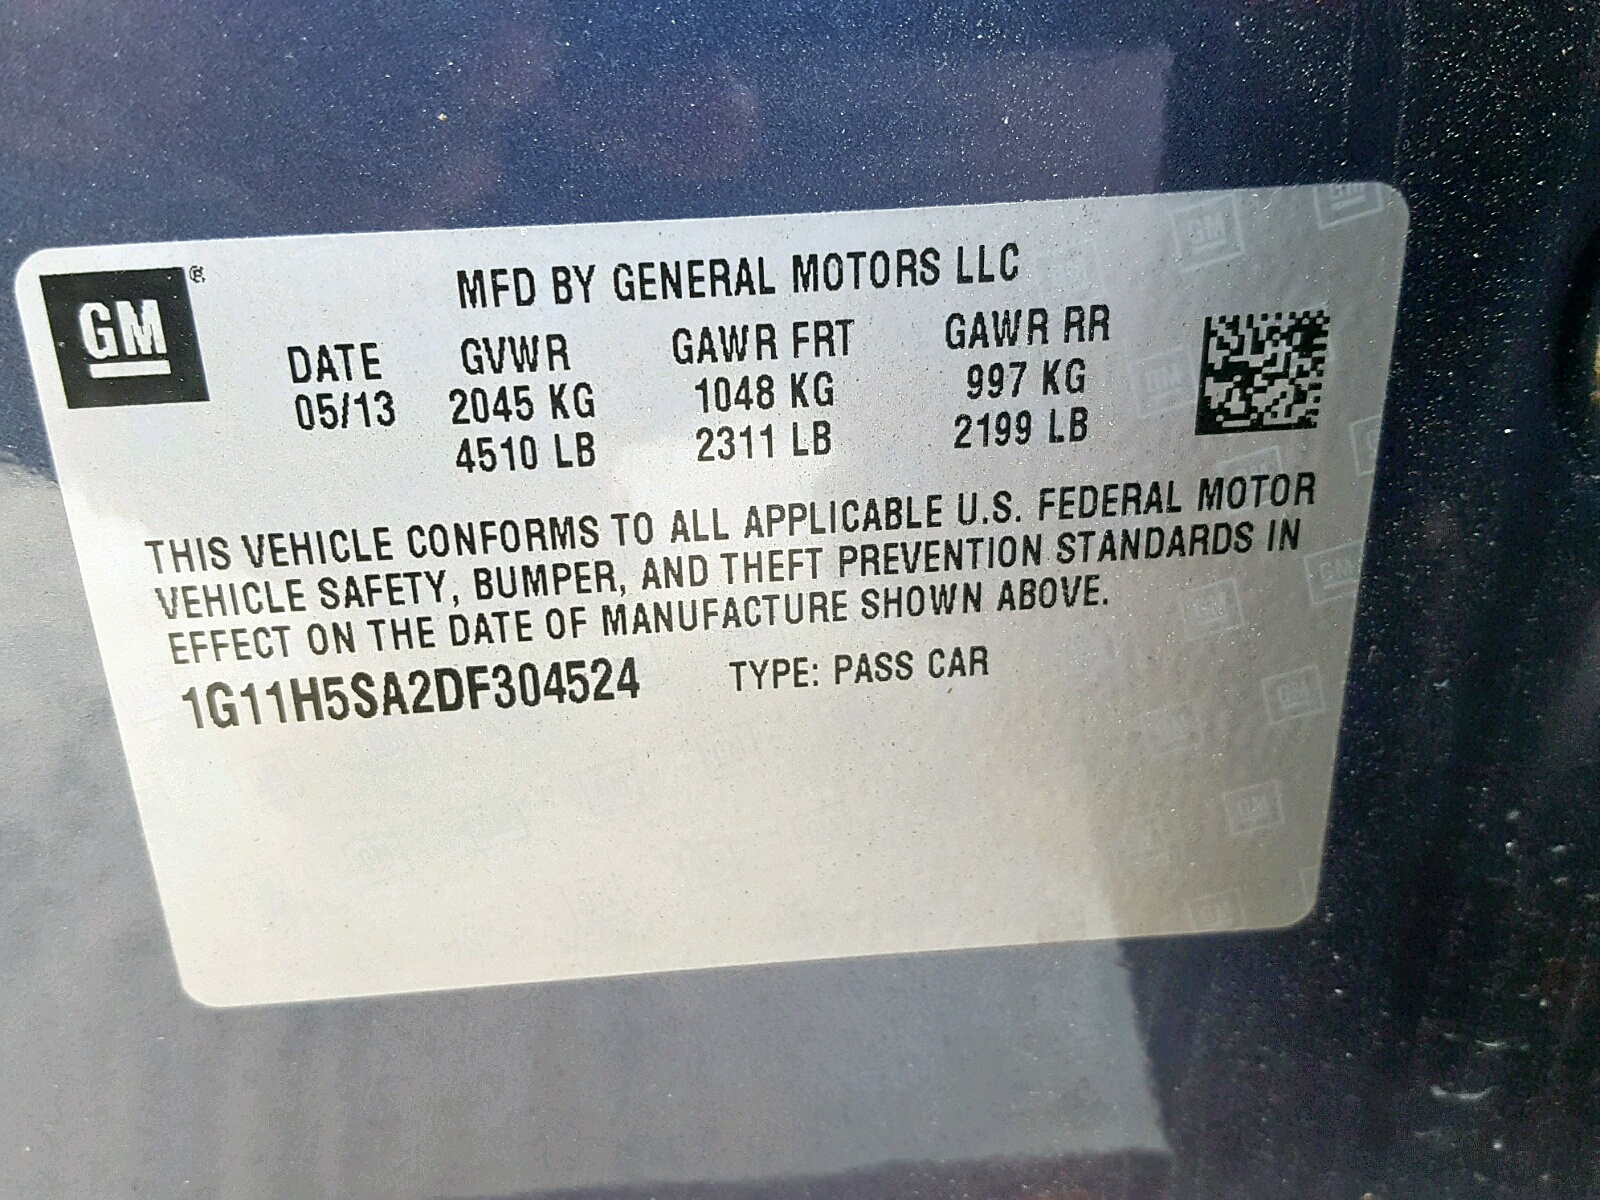 GM ®
MFD BY GENERAL MOTORS LLC
DATE GVWR GAWR FRT GAWR RR
05/13 2045 KG 1048 KG 997 KG
4510 LB 2311 LB 2199 LB
THIS VEHICLE CONFORMS TO ALL APPLICABLE U.S. FEDERAL MOTOR
VEHICLE SAFETY, BUMPER, AND THEFT PREVENTION STANDARDS IN
EFFECT ON THE DATE OF MANUFACTURE SHOWN ABOVE.
1G11H5SA2DF304524 TYPE: PASS CAR